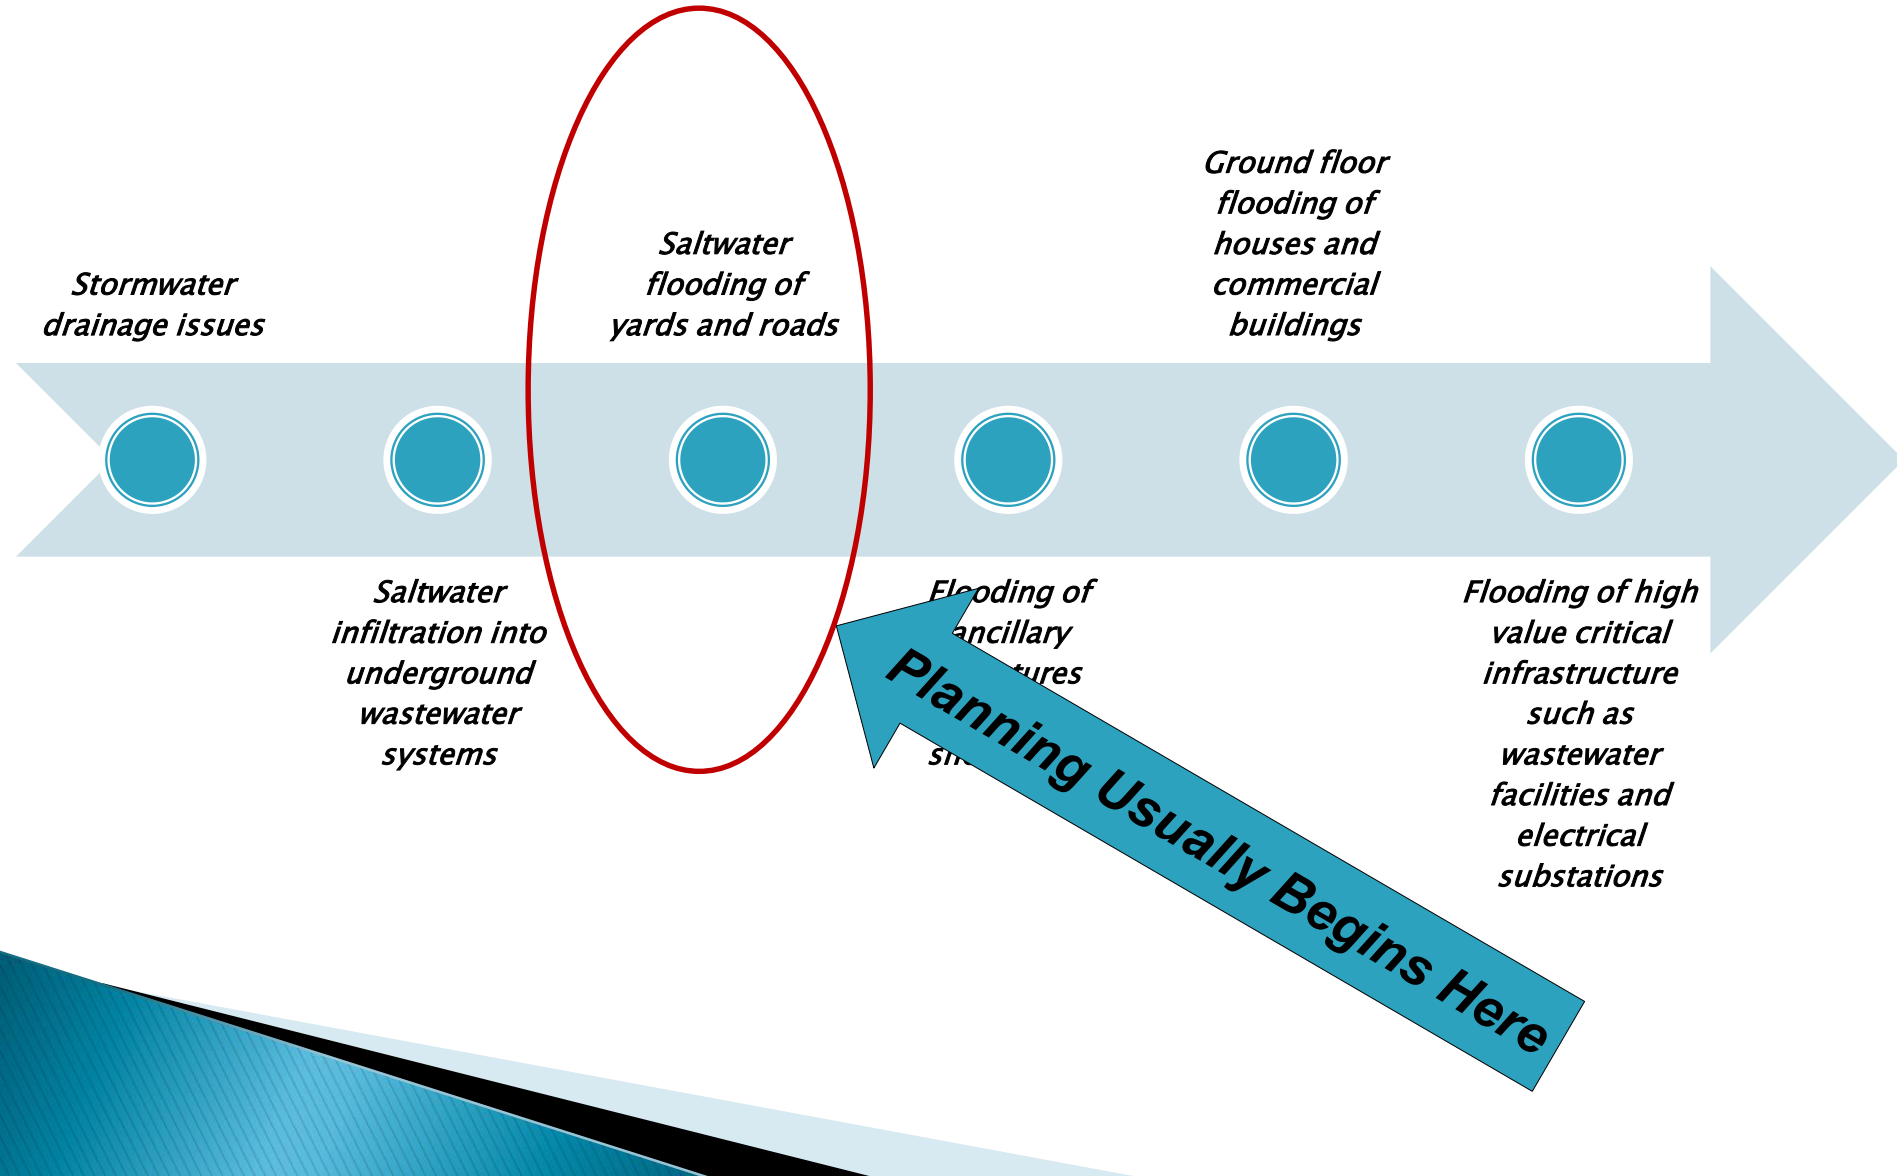 Stormwater
drainage issues
Saltwater
infiltration into
underground
wastewater
systems
Saltwater
flooding of
yards and roads
Flooding of
ancillary
Ground floor
flooding of
houses and
commercial
buildings
Flooding of high
value critical
infrastructure
such as
wastewater
facilities and
electrical
substations
Planning Usually Begins Here